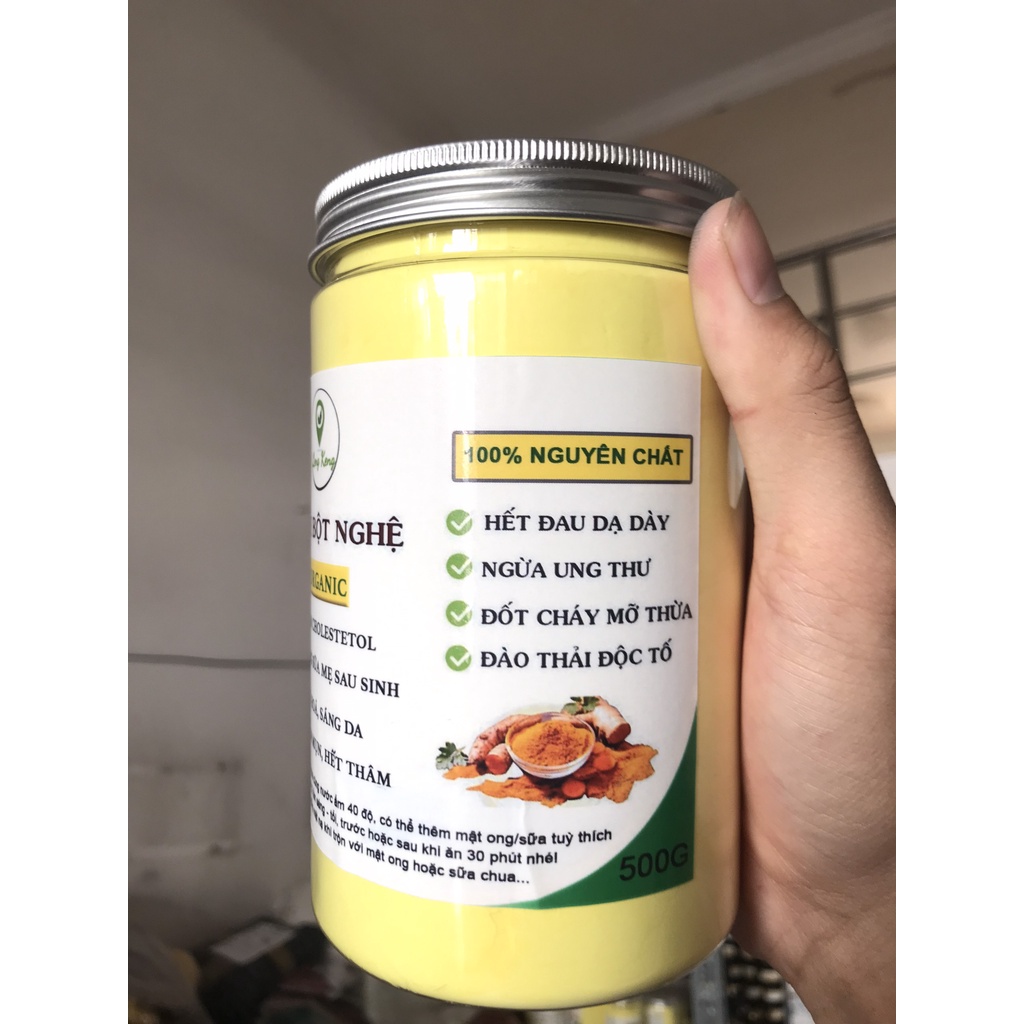 100% NGUYÊN CHẤT
BỘT NGHỆ
ORGANIC
HẾT ĐAU DẠ DÀY
NGỪA UNG THƯ
ĐỐT CHÁY MỠ THỪA
ĐÀO THẢI ĐỘC TỐ
CHOLESTETOL
MẸ SAU SINH
SÁNG DA
HẾT THÂM
nước ấm 40 độ, có thể thêm mật ong/sữa tuỳ thích
tối, trước hoặc sau khi ăn 30 phút nhé!
khi trộn với mật ong hoặc sữa chua...
500G